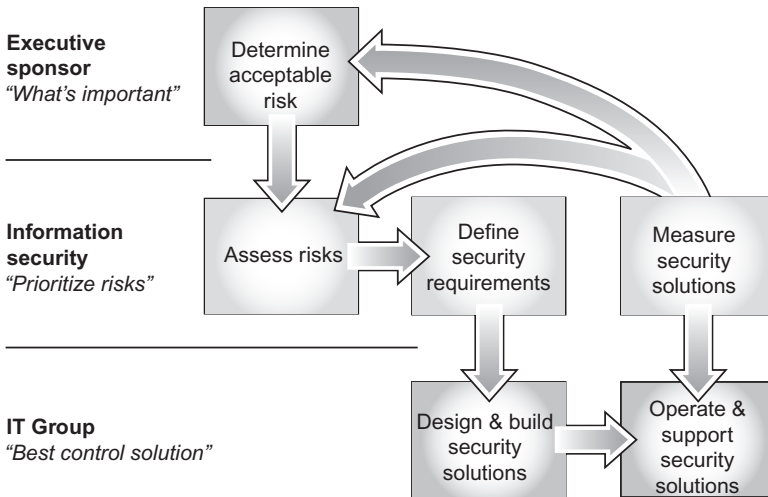 Executive
sponsor
“What’s important”
Determine
acceptable
risk
Information
security
“Prioritize risks”
Assess risks
Define
security
requirements
Measure
security
solutions
IT Group
“Best control solution”
Design & build
security
solutions
Operate &
support
security
solutions